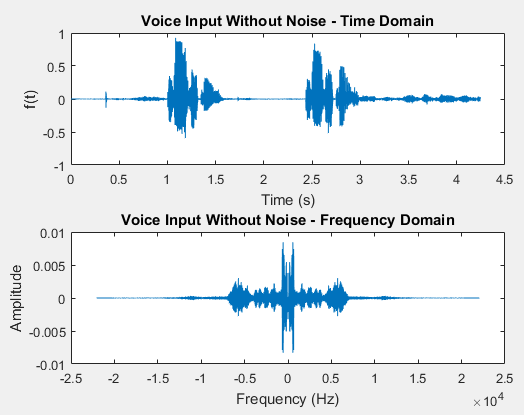 Voice Input Without Noise - Time Domain
1
0.5
0
-0.5
-1
f(t)
0 0.5 1 1.5 2 2.5 3 3.5 4 4.5
Time (s)
Voice Input Without Noise - Frequency Domain
0.01
0.005
0
-0.005
-0.01
Amplitude
-2.5 -2 -1.5 -1 -0.5 0 0.5 1 1.5 2 2.5
Frequency (Hz)
×10⁴